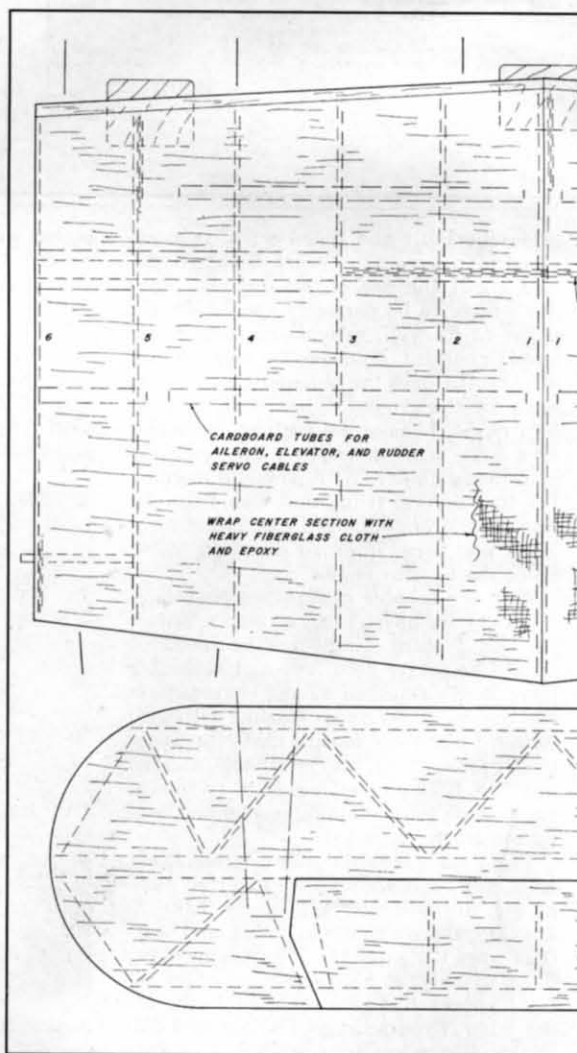 6 5 4 3 2 1 1
CARDBOARD TUBES FOR
AILERON, ELEVATOR, AND RUDDER
SERVO CABLES
WRAP CENTER SECTION WITH
HEAVY FIBERGLASS CLOTH
AND EPOXY